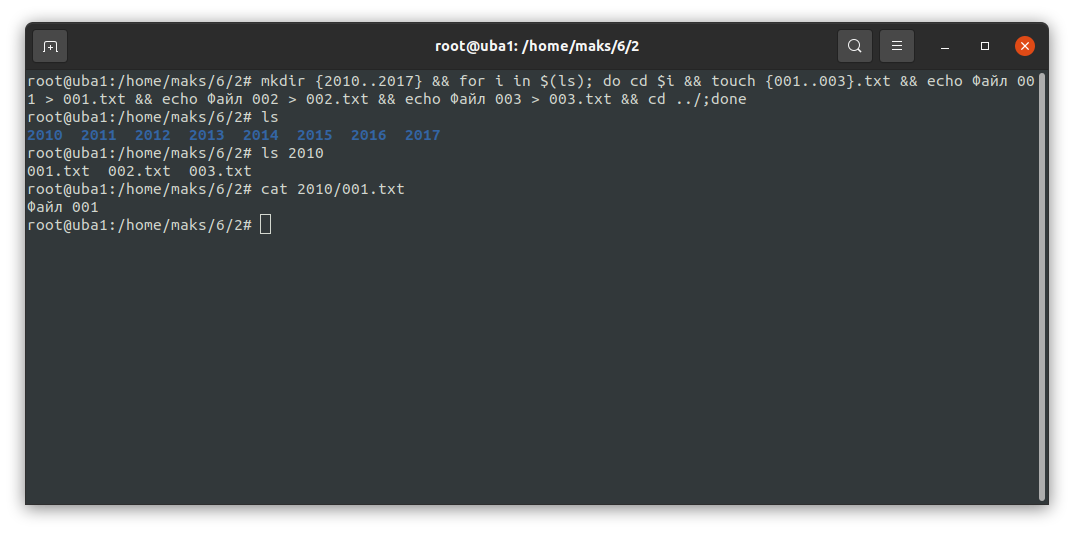 root@uba1: /home/maks/6/2
root@uba1:/home/maks/6/2# mkdir {2010..2017} && for i in $(ls); do cd $i && touch {001..003}.txt && echo Файл 00
1 > 001.txt && echo Файл 002 > 002.txt && echo Файл 003 > 003.txt && cd ../;done
root@uba1:/home/maks/6/2# ls
2010  2011  2012  2013  2014  2015  2016  2017
root@uba1:/home/maks/6/2# ls 2010
001.txt  002.txt  003.txt
root@uba1:/home/maks/6/2# cat 2010/001.txt
Файл 001
root@uba1:/home/maks/6/2#